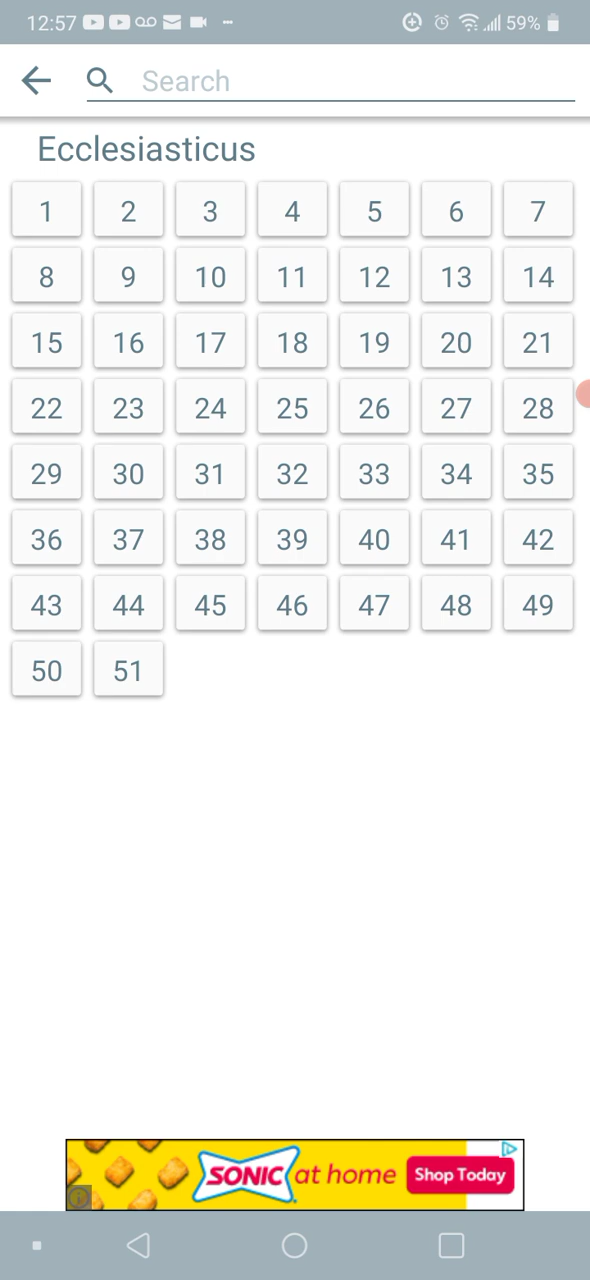 12:57 59%
Search
Ecclesiasticus
1 2 3 4 5 6 7
8 9 10 11 12 13 14
15 16 17 18 19 20 21
22 23 24 25 26 27 28
29 30 31 32 33 34 35
36 37 38 39 40 41 42
43 44 45 46 47 48 49
50 51
SONIC at home Shop Today